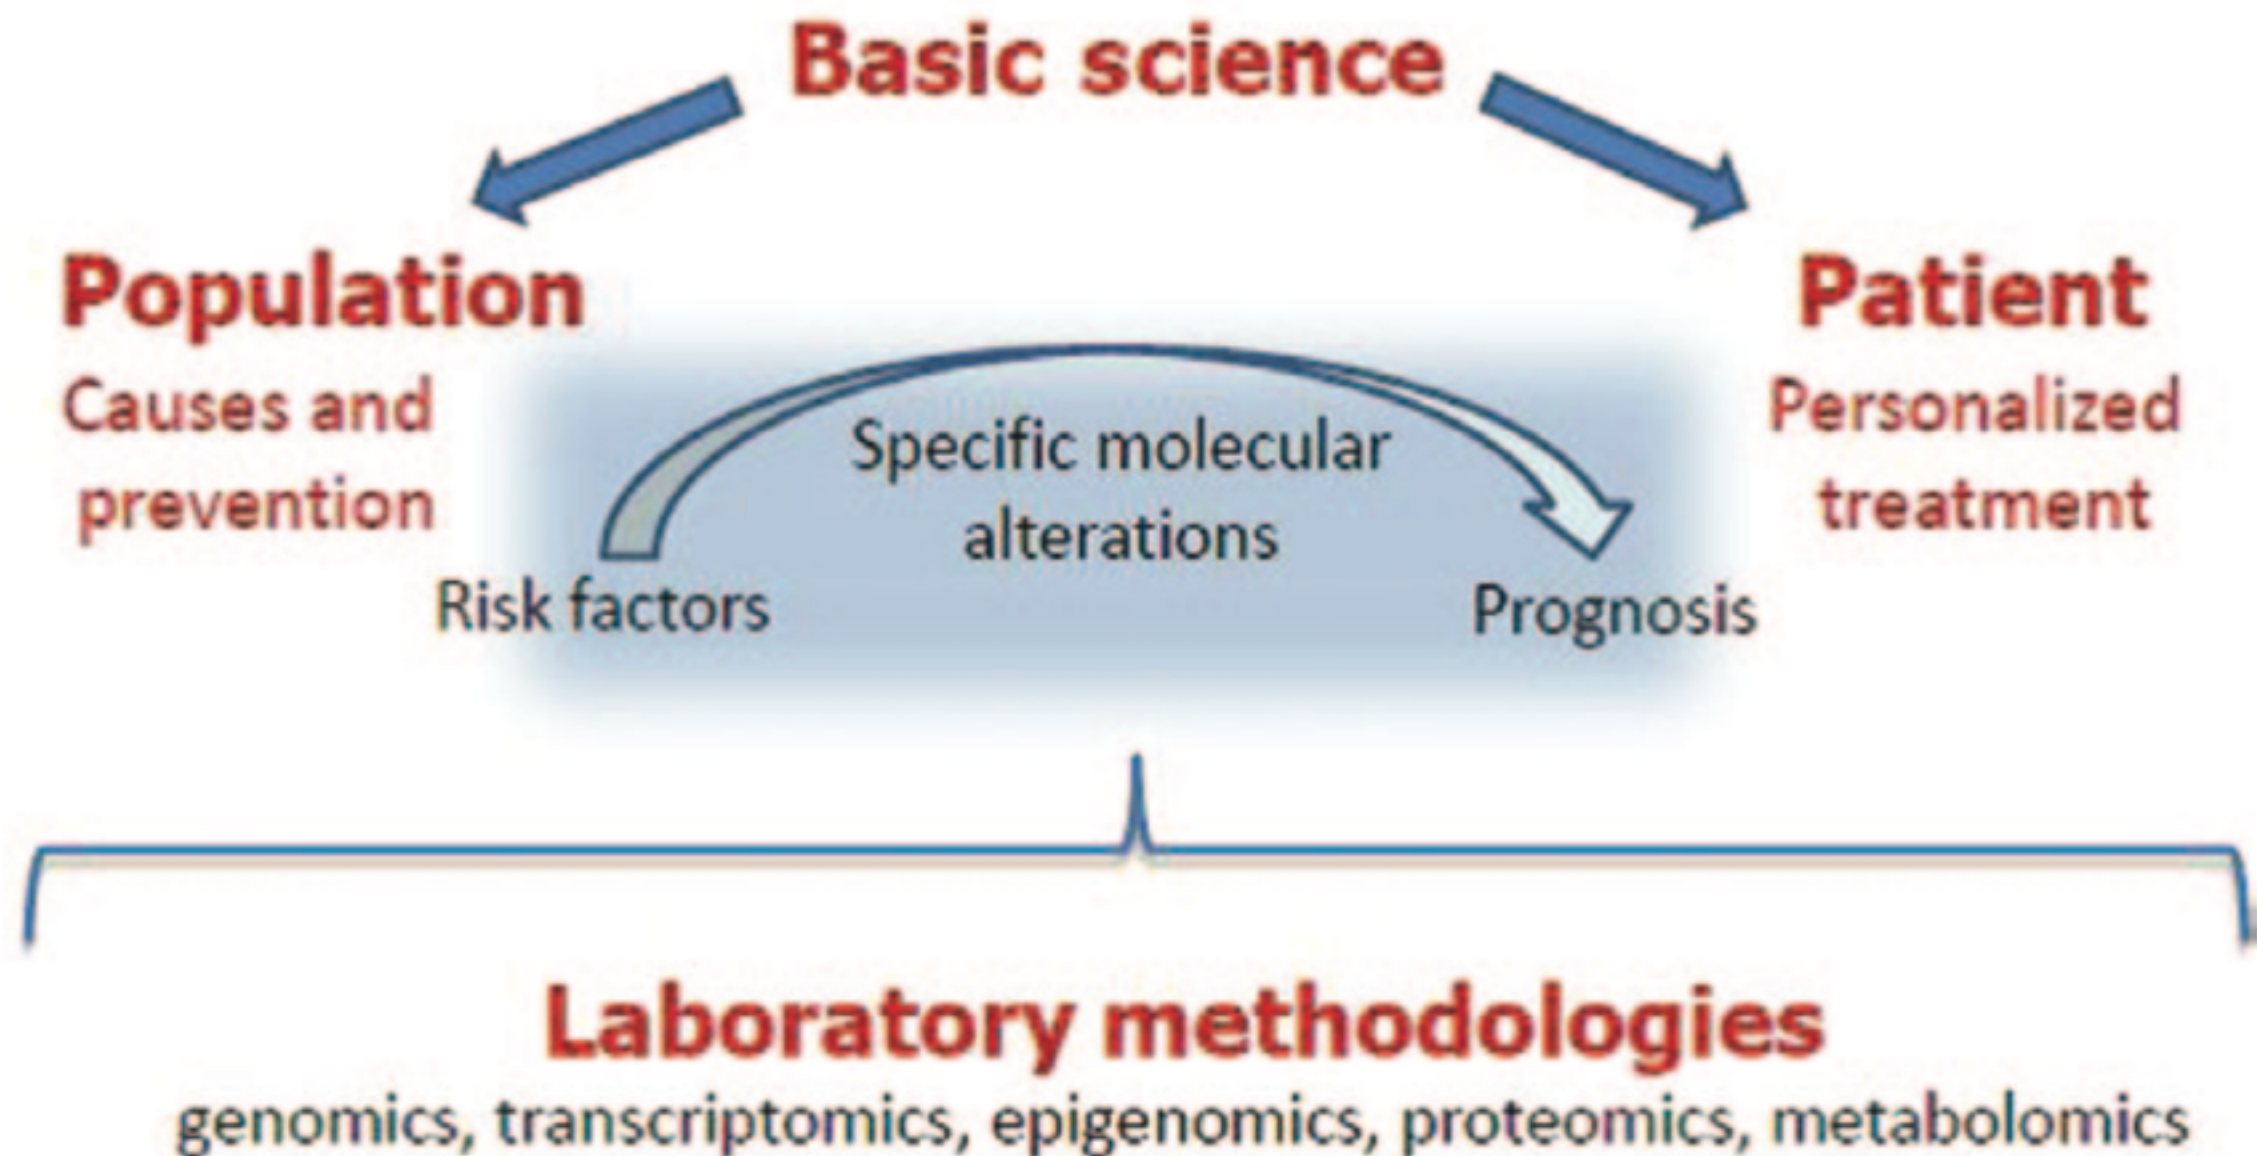 Basic science
Population
Patient
Causes and
prevention
Personalized
treatment
Specific molecular
alterations
Risk factors
Prognosis
Laboratory methodologies
genomics, transcriptomics, epigenomics, proteomics, metabolomics